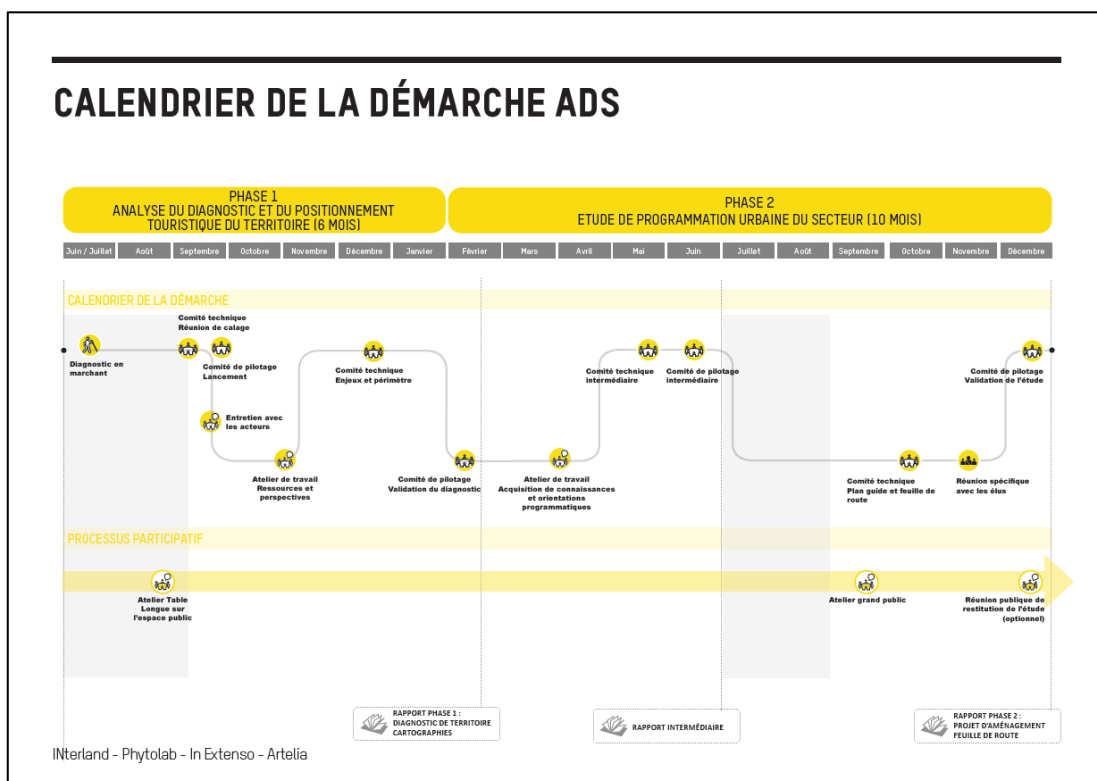 CALENDRIER DE LA DÉMARCHE ADS
PHASE 1
ANALYSE DU DIAGNOSTIC ET DU POSITIONNEMENT
TOURISTIQUE DU TERRITOIRE (6 MOIS)
PHASE 2
ETUDE DE PROGRAMMATION URBAINE DU SECTEUR (10 MOIS)
Juin / Juillet
Août
Septembre
Octobre
Novembre
Décembre
Janvier
Février
Mars
Avril
Mai
Juin
Juillet
Août
Septembre
Octobre
Novembre
Décembre
CALENDRIER DE LA DÉMARCHE
Diagnostic en
marchant
Comité technique
Réunion de calage
Comité de pilotage
Lancement
Entretien avec
les acteurs
Atelier de travail
Ressources et
perspectives
Comité technique
Enjeux et périmètre
Comité de pilotage
Validation du diagnostic
Atelier de travail
Acquisition de connaissances
et orientations
programmatiques
Comité technique
intermédiaire
Comité de pilotage
intermédiaire
Comité technique
Plan guide et feuille de
route
Réunion spécifique
avec les élus
Comité de pilotage
Validation de l'étude
PROCESSUS PARTICIPATIF
Atelier Table
Longue sur
l'espace public
Atelier grand public
Réunion publique de
restitution de l'étude
(optionnel)
RAPPORT PHASE 1 :
DIAGNOSTIC DE TERRITOIRE
CARTOGRAPHIES
RAPPORT INTERMÉDIAIRE
RAPPORT PHASE 2 :
PROJET D'AMÉNAGEMENT
FEUILLE DE ROUTE
INterland - Phytolab - In Extenso - Artelia